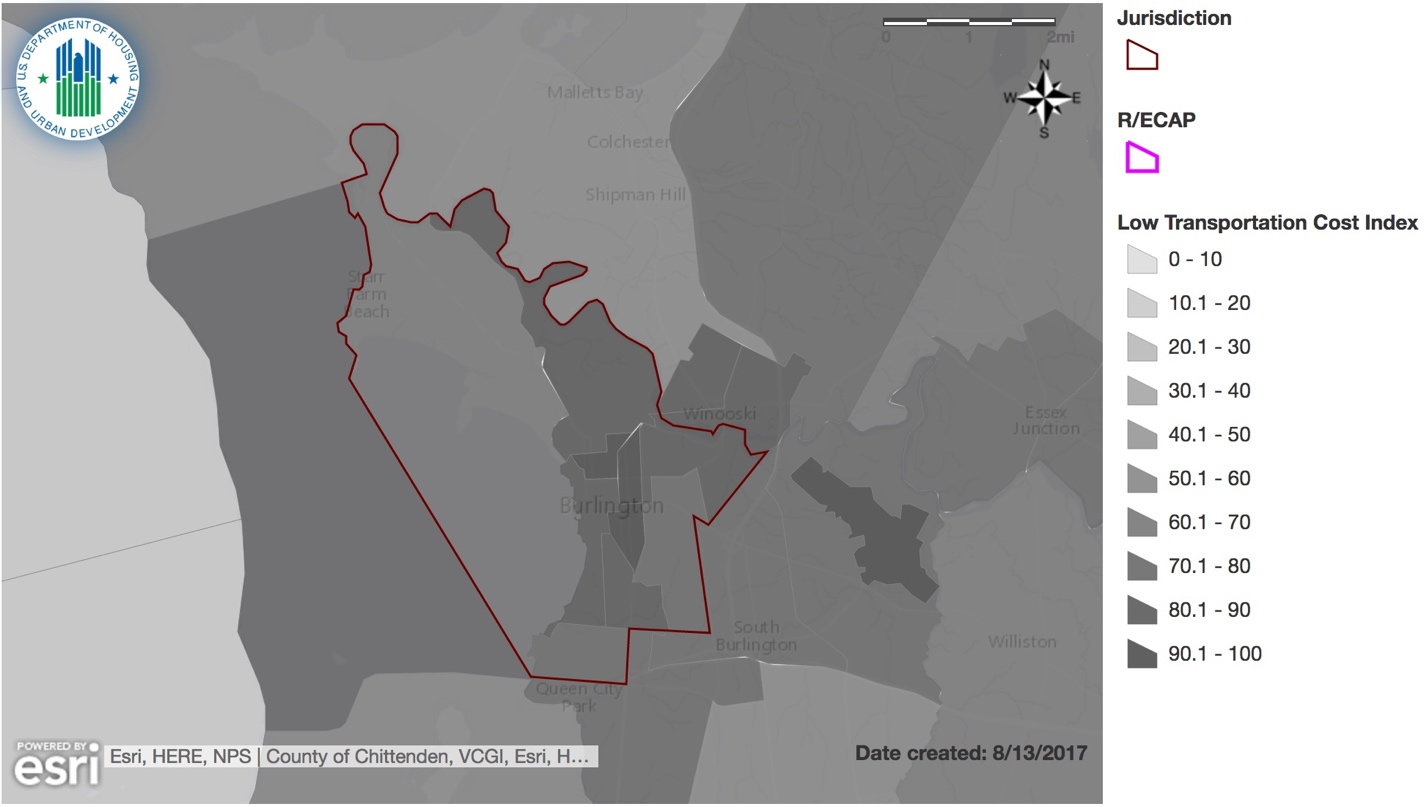 U.S. DEPARTMENT OF HOUSING
AND URBAN DEVELOPMENT
0 1 2mi
N
W E
S
Malletts Bay
Colchester
Shipman Hill
Starr
Farm
Beach
Winooski
Essex
Junction
Burlington
South
Burlington
Williston
Queen City
Park
POWERED BY
esri
Esri, HERE, NPS | County of Chittenden, VCGI, Esri, H…
Date created: 8/13/2017
Jurisdiction
R/ECAP
Low Transportation Cost Index
0 - 10
10.1 - 20
20.1 - 30
30.1 - 40
40.1 - 50
50.1 - 60
60.1 - 70
70.1 - 80
80.1 - 90
90.1 - 100